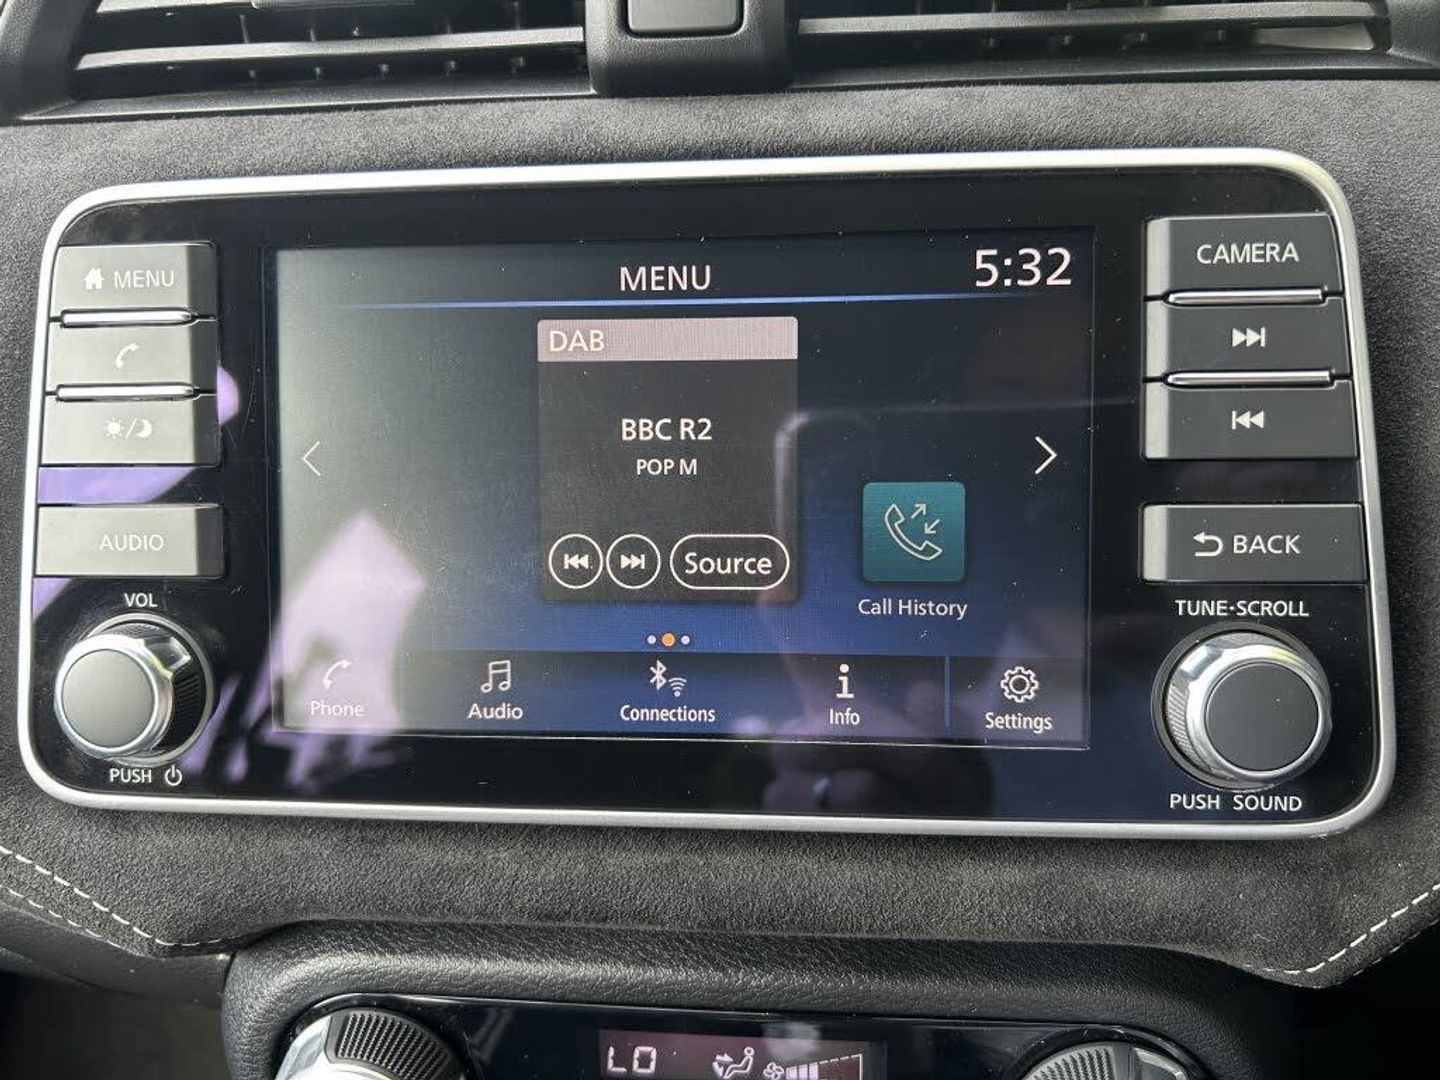 MENU
AUDIO
VOL
PUSH
MENU
5:32
DAB
BBC R2
POP M
Source
Call History
Phone
Audio
Connections
Info
Settings
CAMERA
BACK
TUNE·SCROLL
PUSH SOUND
LO